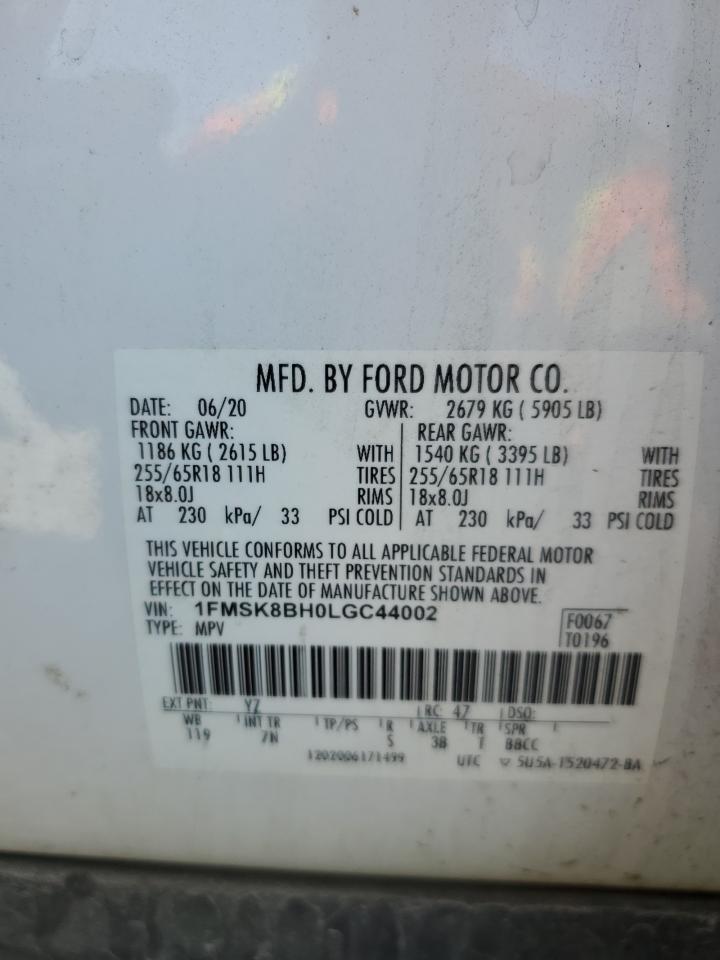 MFD. BY FORD MOTOR CO.
DATE: 06/20 GVWR: 2679 KG ( 5905 LB)
FRONT GAWR: REAR GAWR:
1186 KG ( 2615 LB) WITH 1540 KG ( 3395 LB) WITH
255/65R18 111H TIRES 255/65R18 111H TIRES
18x8.0J RIMS 18x8.0J RIMS
AT 230 kPa/ 33 PSI COLD AT 230 kPa/ 33 PSI COLD
THIS VEHICLE CONFORMS TO ALL APPLICABLE FEDERAL MOTOR
VEHICLE SAFETY AND THEFT PREVENTION STANDARDS IN
EFFECT ON THE DATE OF MANUFACTURE SHOWN ABOVE.
VIN: 1FMSK8BH0LGC44002 F0067
TYPE: MPV T0196
EXT PNT: YZ RC: 47 DSO:
WB INT TR TP/PS R AXLE TR SPR
119 7N S 3B T BBCC
1202006171499 UTC 5U5A-1520472-BA